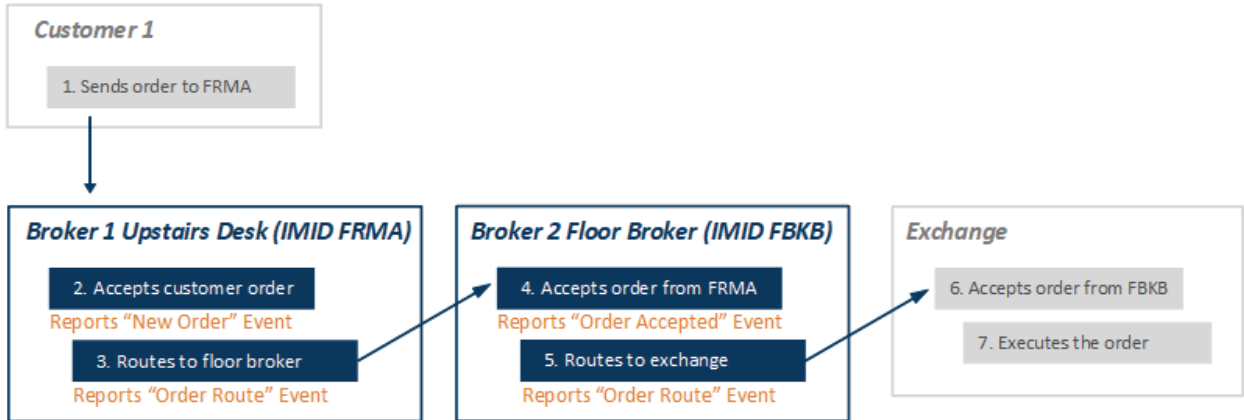 Customer 1
1. Sends order to FRMA
Broker 1 Upstairs Desk (IMID FRMA)
2. Accepts customer order
Reports “New Order” Event
3. Routes to floor broker
Reports “Order Route” Event
Broker 2 Floor Broker (IMID FBKB)
4. Accepts order from FRMA
Reports “Order Accepted” Event
5. Routes to exchange
Reports “Order Route” Event
Exchange
6. Accepts order from FBKB
7. Executes the order